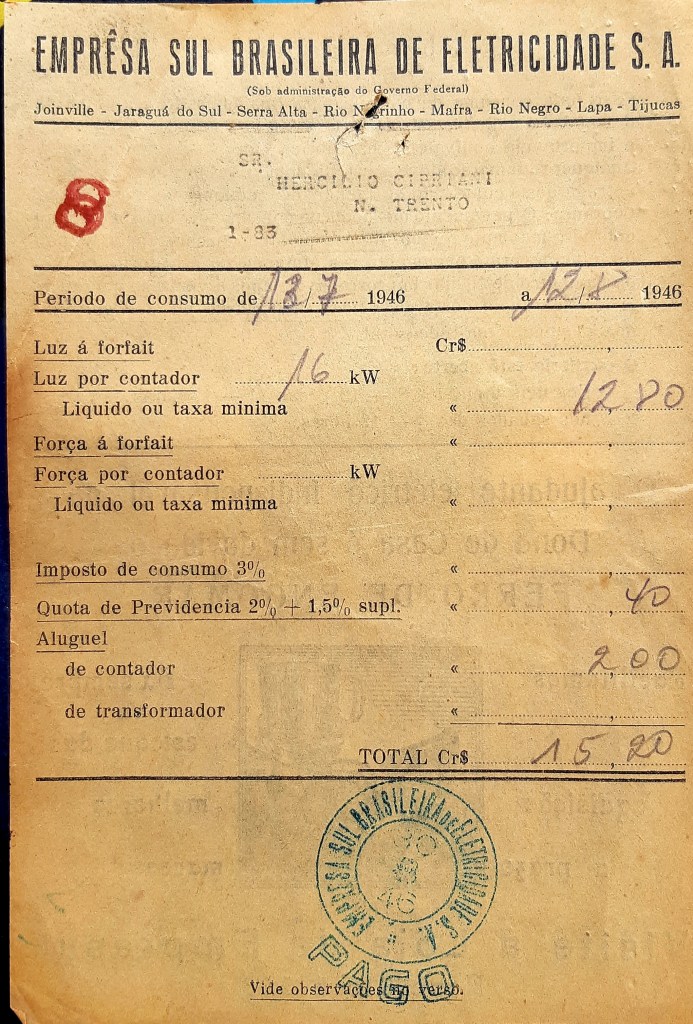 EMPRÊSA SUL BRASILEIRA DE ELETRICIDADE S. A.
(Sob administração do Governo Federal)
Joinville - Jaraguá do Sul - Serra Alta - Rio Negrinho - Mafra - Rio Negro - Lapa - Tijucas
SR.
HERCILIO CIPRIANI
N. TRENTO
1-83
Periodo de consumo de 13/7 1946 a 12/8 1946
Luz á forfait Cr$ ,
Luz por contador 16 kW
Liquido ou taxa minima « 12,80
Força á forfait « ,
Força por contador kW
Liquido ou taxa minima « ,
Imposto de consumo 3% « ,
Quota de Previdencia 2% + 1,5% supl. « ,40
Aluguel
de contador « 2,00
de transformador « ,
TOTAL Cr$ 15,20
EMPRESA SUL BRASILEIRA DE ELETRICIDADE S.A.
46
PAGO
Vide observações no verso.